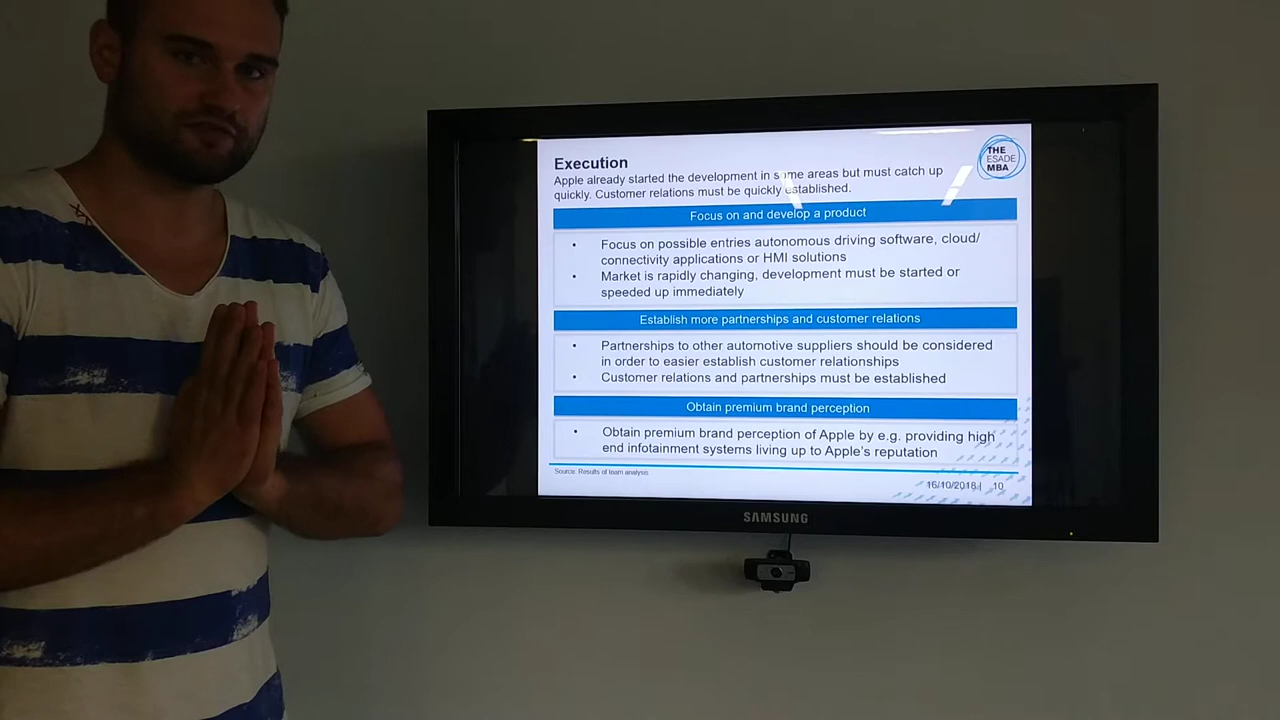 Execution
Apple already started the development in some areas but must catch up
quickly. Customer relations must be quickly established.
THE
ESADE
MBA
Focus on and develop a product
• Focus on possible entries autonomous driving software, cloud/
connectivity applications or HMI solutions
• Market is rapidly changing, development must be started or
speeded up immediately
Establish more partnerships and customer relations
• Partnerships to other automotive suppliers should be considered
in order to easier establish customer relationships
• Customer relations and partnerships must be established
Obtain premium brand perception
• Obtain premium brand perception of Apple by e.g. providing high
end infotainment systems living up to Apple's reputation
Source: Results of team analysis
16/10/2018 | 10
SAMSUNG